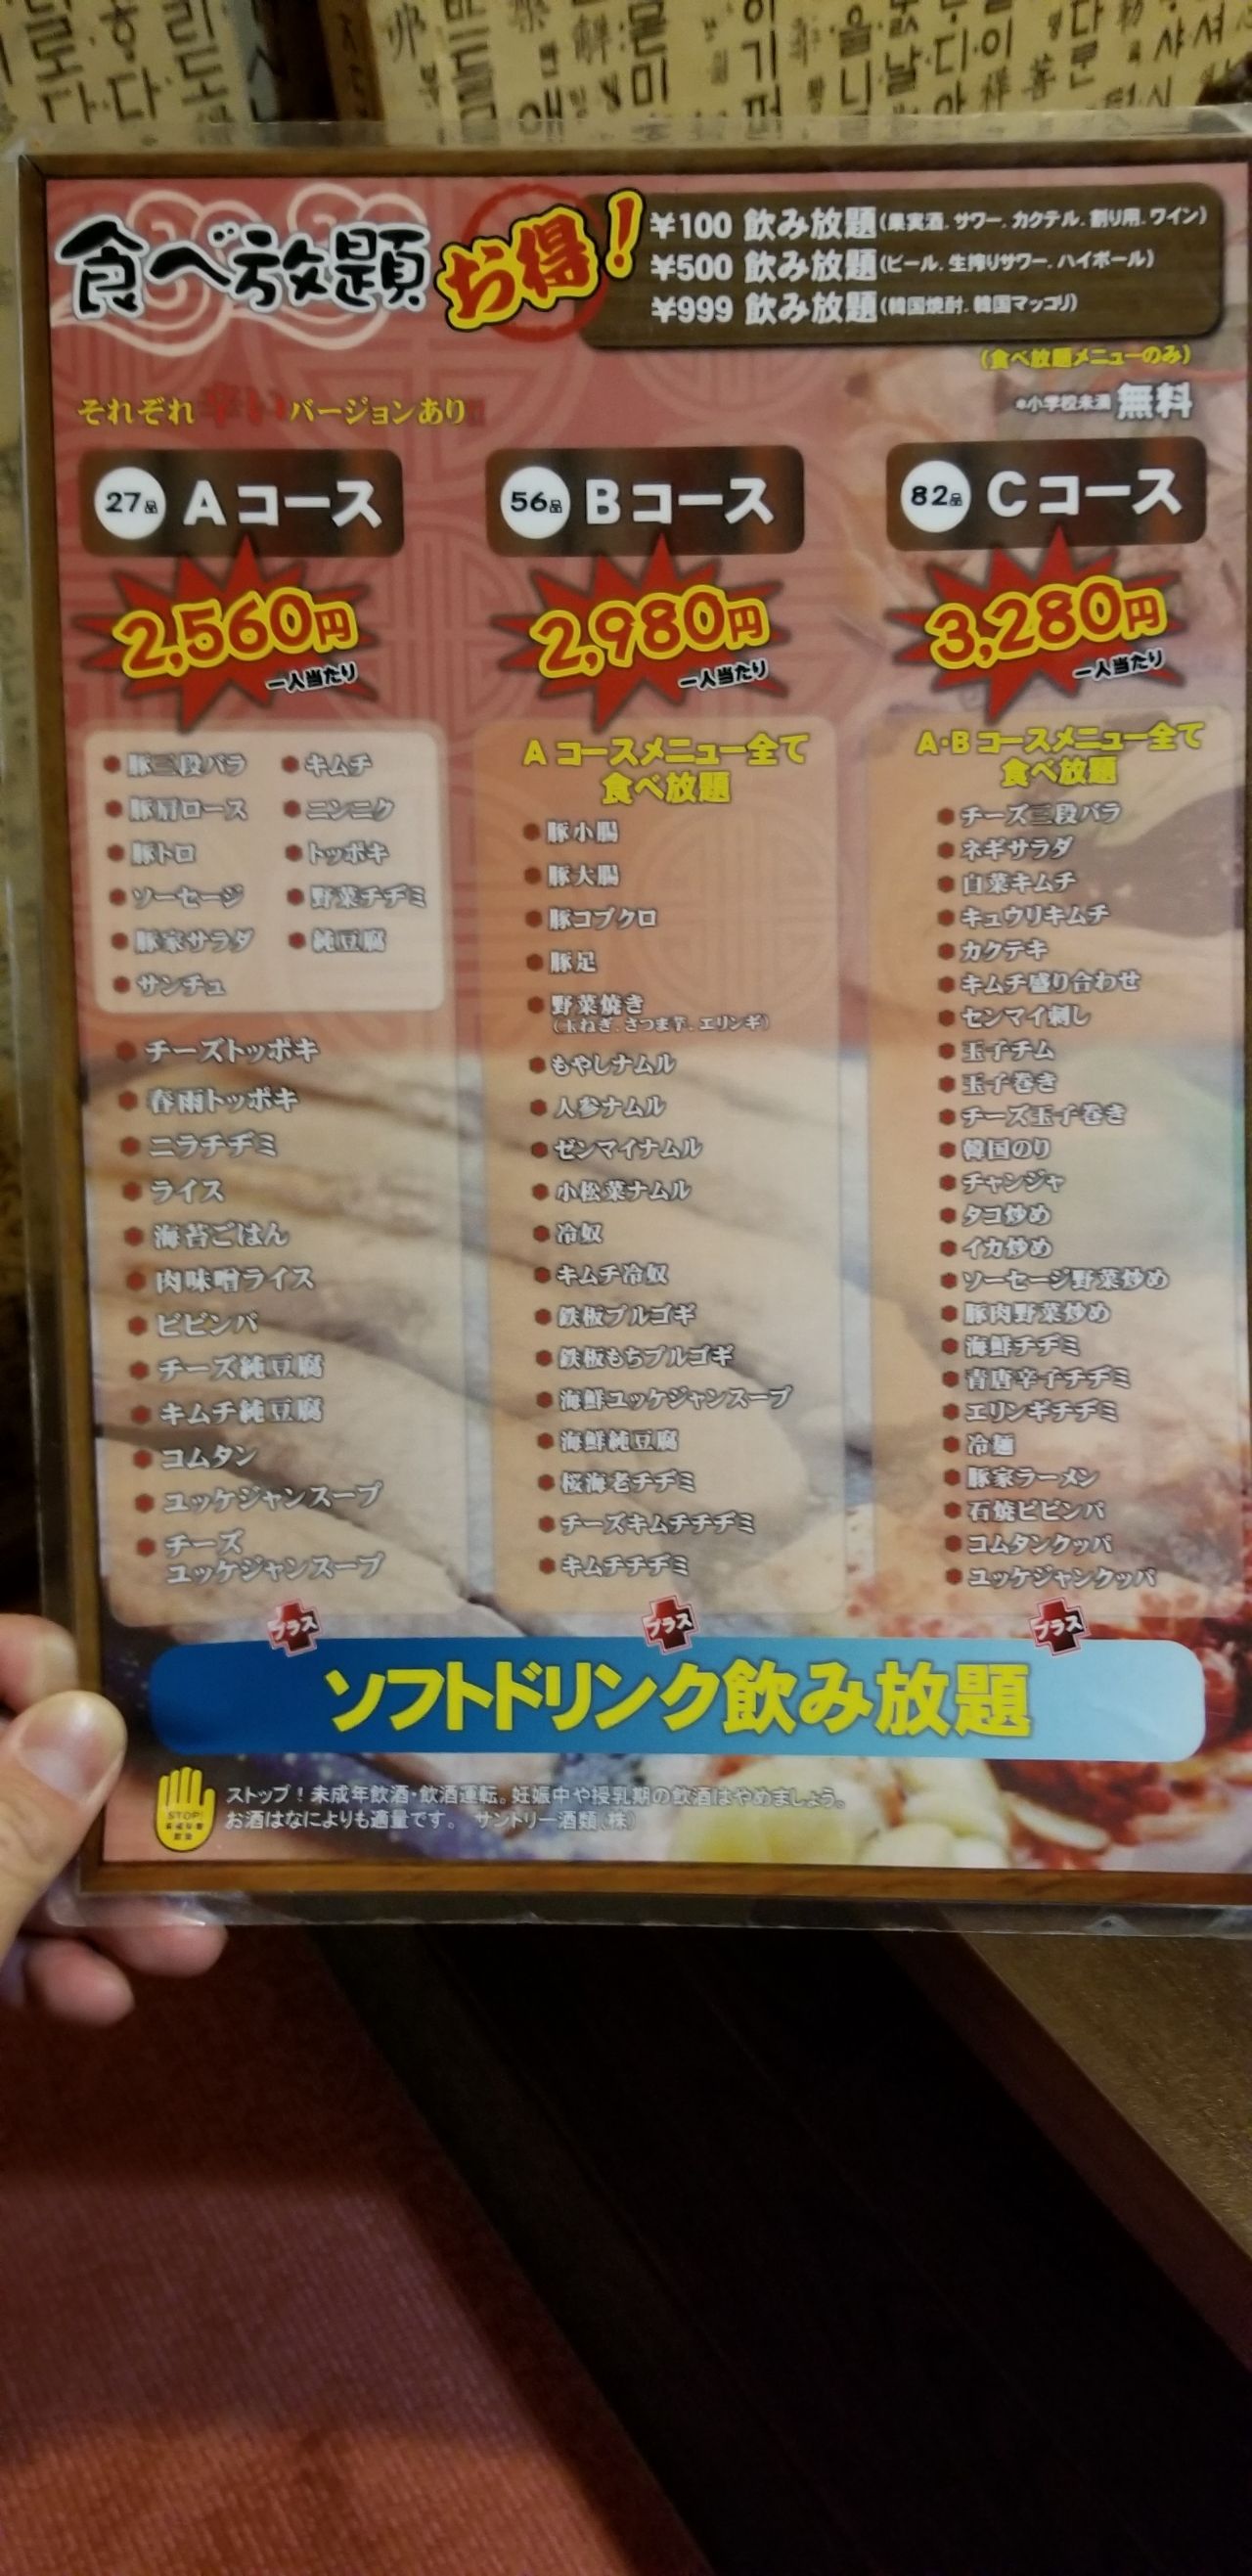 食べ放題 お得!
¥100 飲み放題(果実酒. サワー. カクテル. 割り用. ワイン)
¥500 飲み放題(ビール. 生搾りサワー. ハイボール)
¥999 飲み放題(韓国焼酎. 韓国マッコリ)
(食べ放題メニューのみ)
*小学校未満 無料
それぞれ辛いバージョンあり!!
27品 Aコース
2,560円
一人当たり
豚三段バラ
豚肩ロース
豚トロ
ソーセージ
豚家サラダ
サンチュ
キムチ
ニンニク
トッポキ
野菜チヂミ
純豆腐
チーズトッポキ
春雨トッポキ
ニラチヂミ
ライス
海苔ごはん
肉味噌ライス
ビビンバ
チーズ純豆腐
キムチ純豆腐
コムタン
ユッケジャンスープ
チーズ
ユッケジャンスープ
56品 Bコース
2,980円
一人当たり
Aコースメニュー全て
食べ放題
豚小腸
豚大腸
豚コブクロ
豚足
野菜焼き
(玉ねぎ. さつま芋. エリンギ)
もやしナムル
人参ナムル
ゼンマイナムル
小松菜ナムル
冷奴
キムチ冷奴
鉄板プルゴギ
鉄板もちプルゴギ
海鮮ユッケジャンスープ
海鮮純豆腐
桜海老チヂミ
チーズキムチチヂミ
キムチチヂミ
82品 Cコース
3,280円
一人当たり
A・Bコースメニュー全て
食べ放題
チーズ三段バラ
ネギサラダ
白菜キムチ
キュウリキムチ
カクテキ
キムチ盛り合わせ
センマイ刺し
玉子チム
玉子巻き
チーズ玉子巻き
韓国のり
チャンジャ
タコ炒め
イカ炒め
ソーセージ野菜炒め
豚肉野菜炒め
海鮮チヂミ
青唐辛子チヂミ
エリンギチヂミ
冷麺
豚家ラーメン
石焼ビビンバ
コムタンクッパ
ユッケジャンクッパ
プラス
プラス
プラス
ソフトドリンク飲み放題
STOP!
ストップ!未成年飲酒・飲酒運転。妊娠中や授乳期の飲酒はやめましょう。
お酒はなによりも適量です。 サントリー酒類(株)